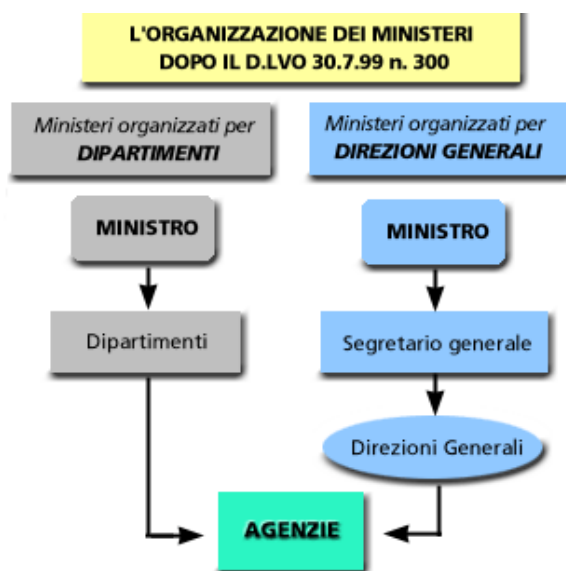 L'ORGANIZZAZIONE DEI MINISTERI
DOPO IL D.LVO 30.7.99 n. 300
Ministeri organizzati per
DIPARTIMENTI
Ministeri organizzati per
DIREZIONI GENERALI
MINISTRO
MINISTRO
Dipartimenti
Segretario generale
Direzioni Generali
AGENZIE